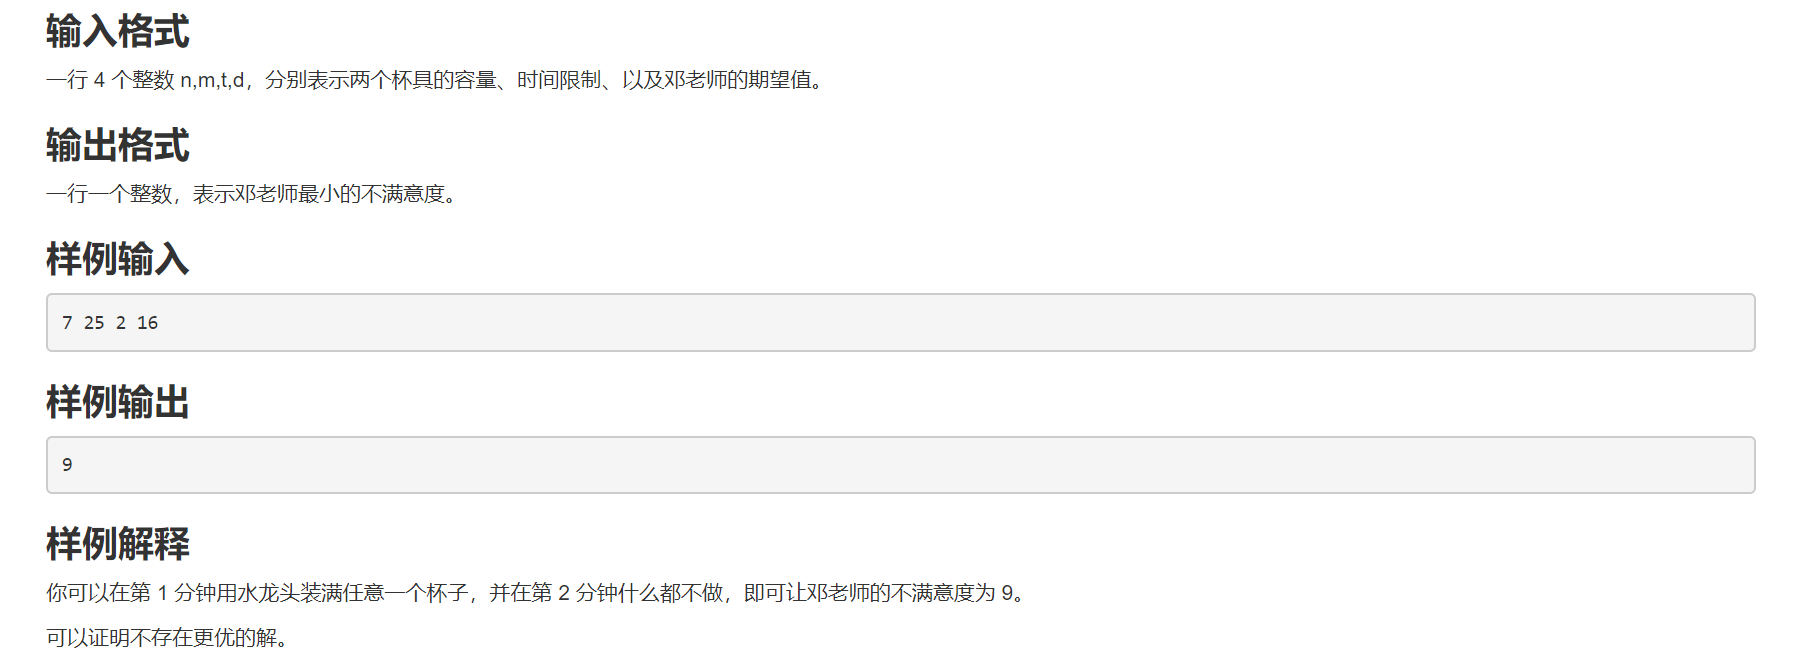 输入格式
一行 4 个整数 n,m,t,d，分别表示两个杯具的容量、时间限制、以及邓老师的期望值。
输出格式
一行一个整数，表示邓老师最小的不满意度。
样例输入
7 25 2 16
样例输出
9
样例解释
你可以在第 1 分钟用水龙头装满任意一个杯子，并在第 2 分钟什么都不做，即可让邓老师的不满意度为 9。
可以证明不存在更优的解。